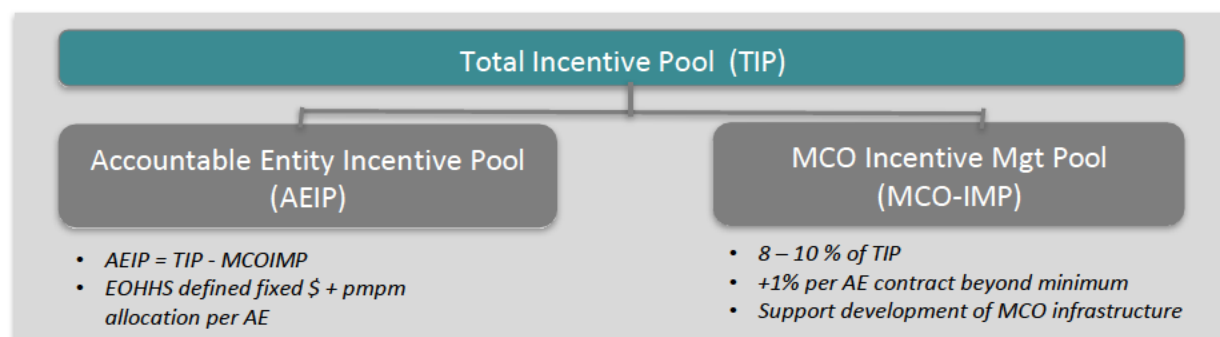 Total Incentive Pool (TIP)
Accountable Entity Incentive Pool
(AEIP)
MCO Incentive Mgt Pool
(MCO-IMP)
• AEIP = TIP - MCOIMP
• EOHHS defined fixed $ + pmpm
allocation per AE
• 8 – 10 % of TIP
• +1% per AE contract beyond minimum
• Support development of MCO infrastructure